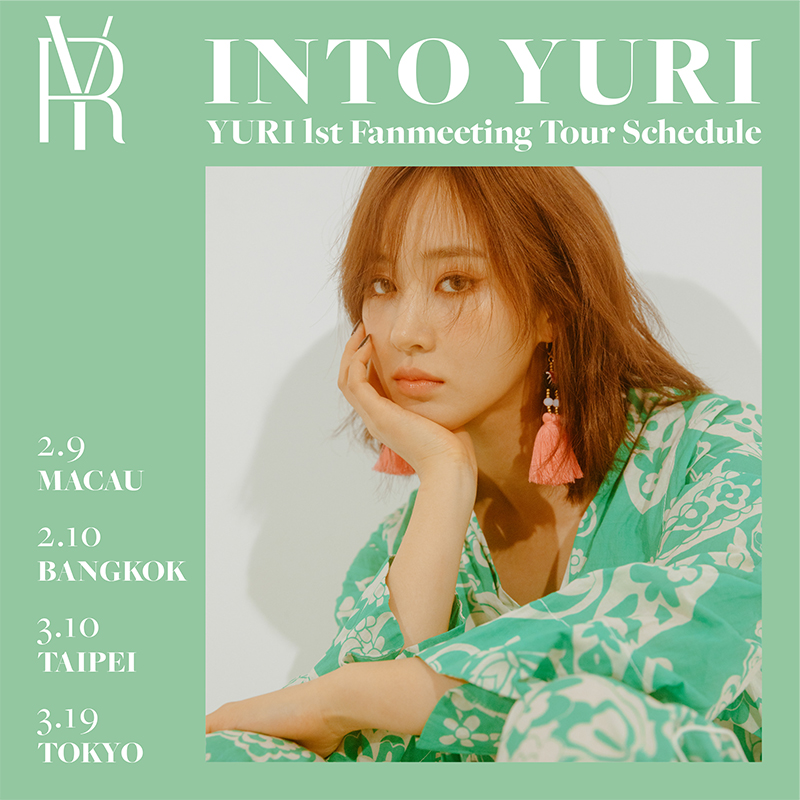 YR
INTO YURI
YURI 1st Fanmeeting Tour Schedule
2.9
MACAU
2.10
BANGKOK
3.10
TAIPEI
3.19
TOKYO